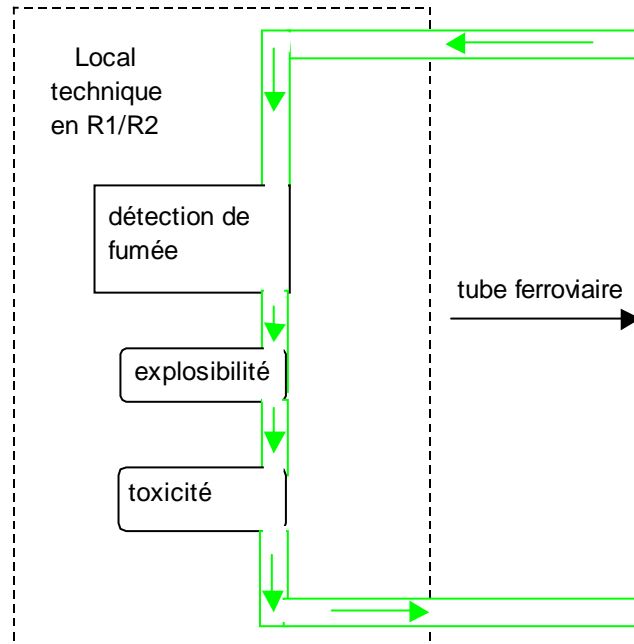 Local
technique
en R1/R2
détection de
fumée
tube ferroviaire
explosibilité
toxicité